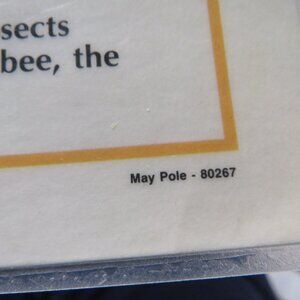 sects
bee, the
May Pole - 80267